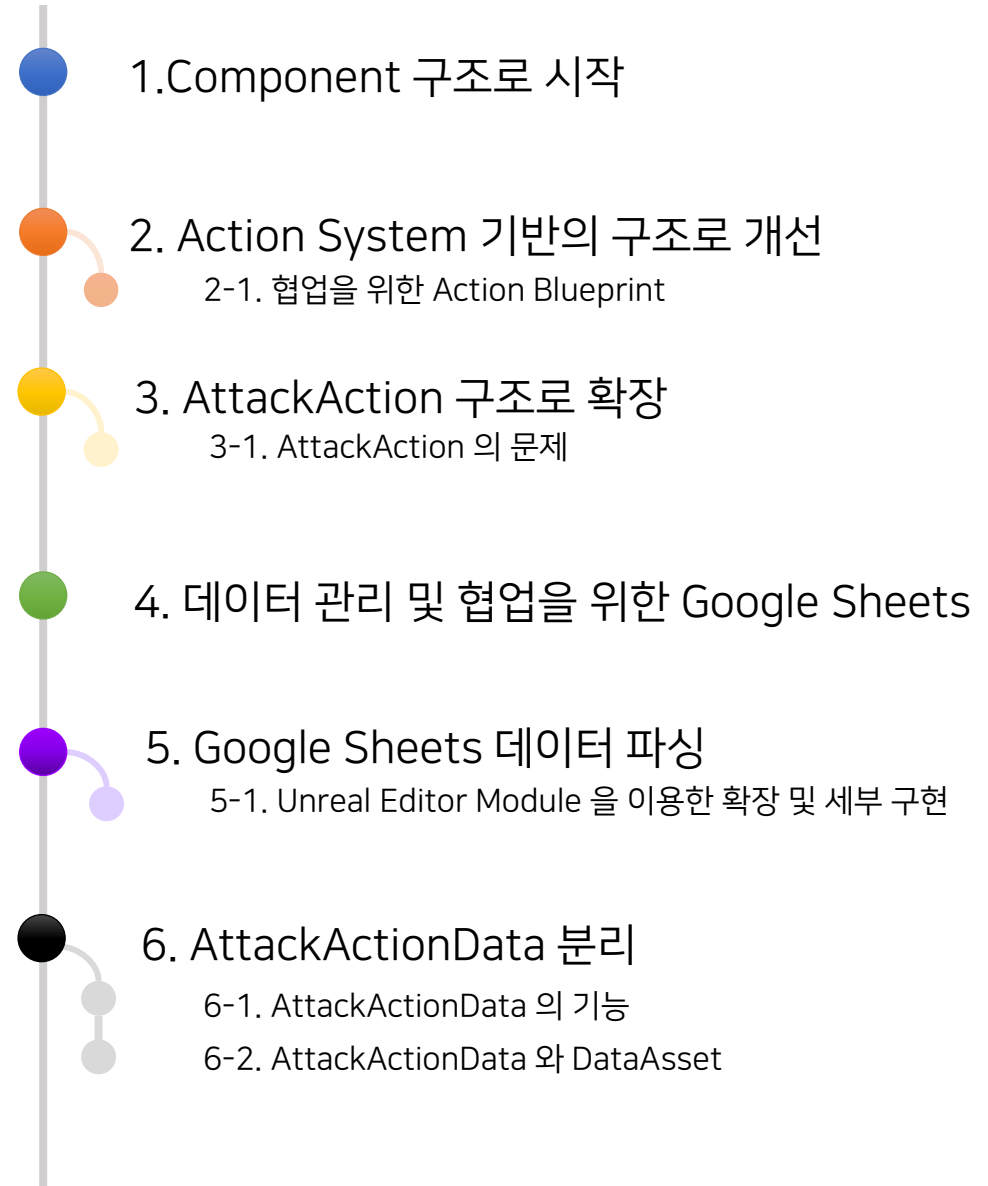 1.Component 구조로 시작
2. Action System 기반의 구조로 개선
2-1. 협업을 위한 Action Blueprint
3. AttackAction 구조로 확장
3-1. AttackAction 의 문제
4. 데이터 관리 및 협업을 위한 Google Sheets
5. Google Sheets 데이터 파싱
5-1. Unreal Editor Module 을 이용한 확장 및 세부 구현
6. AttackActionData 분리
6-1. AttackActionData 의 기능
6-2. AttackActionData 와 DataAsset